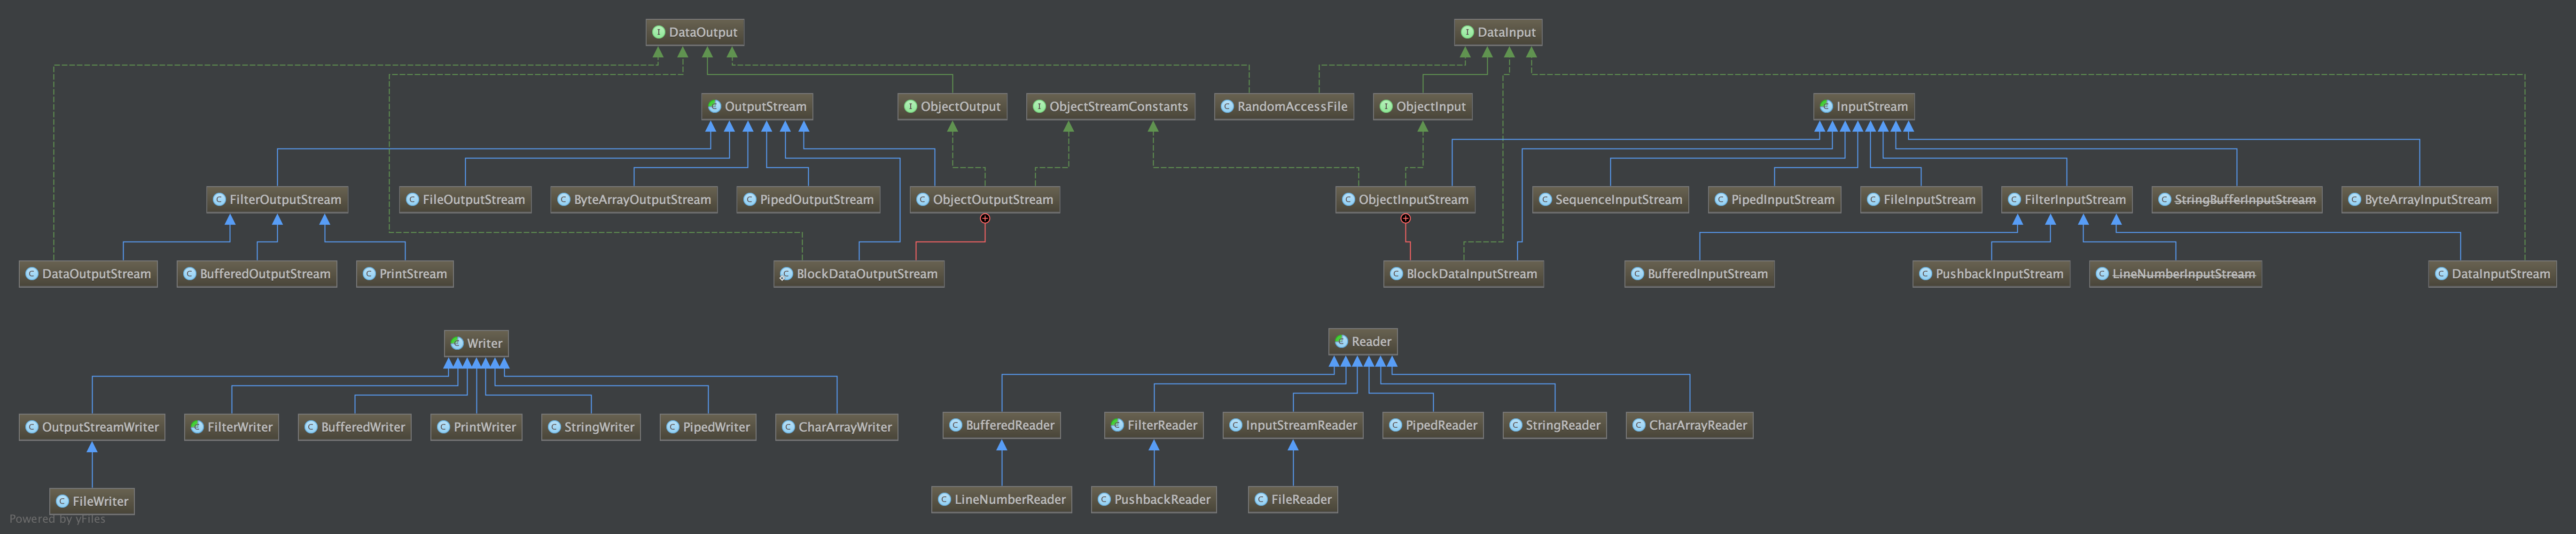 DataOutput
DataInput
OutputStream
ObjectOutput
ObjectStreamConstants
RandomAccessFile
ObjectInput
InputStream
FilterOutputStream
FileOutputStream
ByteArrayOutputStream
PipedOutputStream
ObjectOutputStream
ObjectInputStream
SequenceInputStream
PipedInputStream
FileInputStream
FilterInputStream
StringBufferInputStream
ByteArrayInputStream
DataOutputStream
BufferedOutputStream
PrintStream
BlockDataOutputStream
BlockDataInputStream
BufferedInputStream
PushbackInputStream
LineNumberInputStream
DataInputStream
Writer
Reader
OutputStreamWriter
FilterWriter
BufferedWriter
PrintWriter
StringWriter
PipedWriter
CharArrayWriter
BufferedReader
FilterReader
InputStreamReader
PipedReader
StringReader
CharArrayReader
FileWriter
LineNumberReader
PushbackReader
FileReader
Powered by yFiles